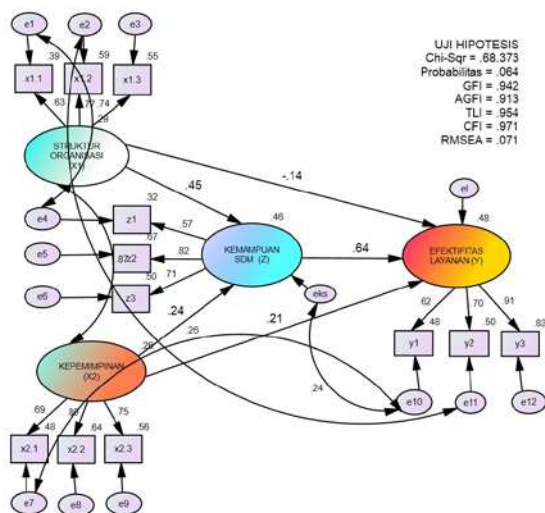 UJI HIPOTESIS
Chi-Sqr = .68.373
Probabilitas = .064
GFI = .942
AGFI = .913
TLI = .954
CFI = .971
RMSEA = .071
e1
e2
e3
.39
.59
.55
x1.1
x1.2
x1.3
.63
.77
.74
.29
STRUKTUR
ORGANISASI
(X1)
-.14
.45
e4
.32
z1
.57
.46
el
.48
e5
.67
z2
.82
KEMAMPUAN
SDM (Z)
.64
EFEKTIFITAS
LAYANAN (Y)
.87
.50
e6
z3
.71
eks
.24
.26
.21
.26
.62
.70
.91
.48
.50
.83
y1
y2
y3
KEPEMIMPINAN
(X2)
.24
e10
e11
e12
.69
.75
.48
.64
.56
x2.1
x2.2
x2.3
e7
e8
e9